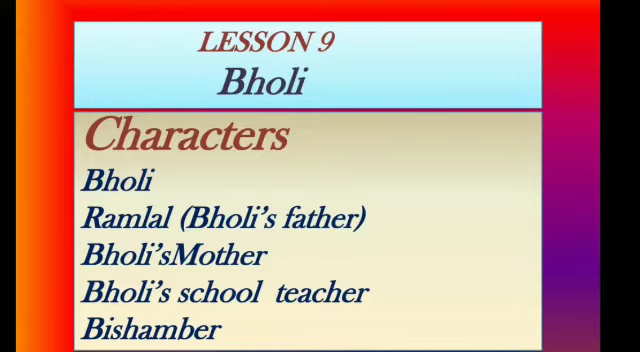 LESSON 9
Bholi
Characters
Bholi
Ramlal (Bholi's father)
Bholi'sMother
Bholi's school teacher
Bishamber